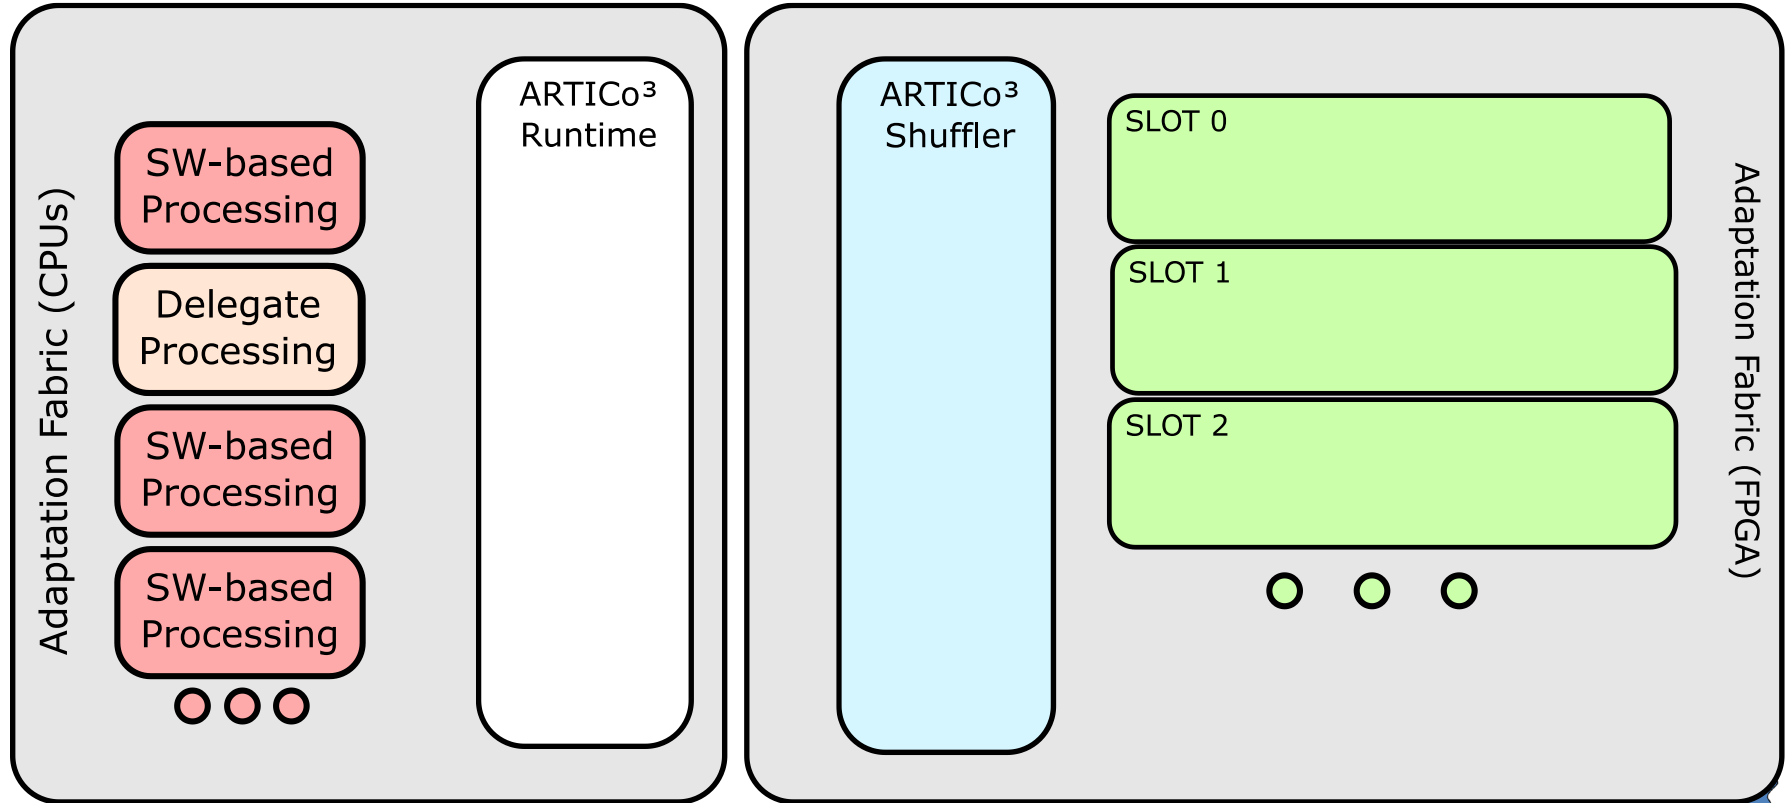 Adaptation Fabric (CPUs)
SW-based
Processing
Delegate
Processing
SW-based
Processing
SW-based
Processing
ARTICo³
Runtime
ARTICo³
Shuffler
SLOT 0
SLOT 1
SLOT 2
Adaptation Fabric (FPGA)